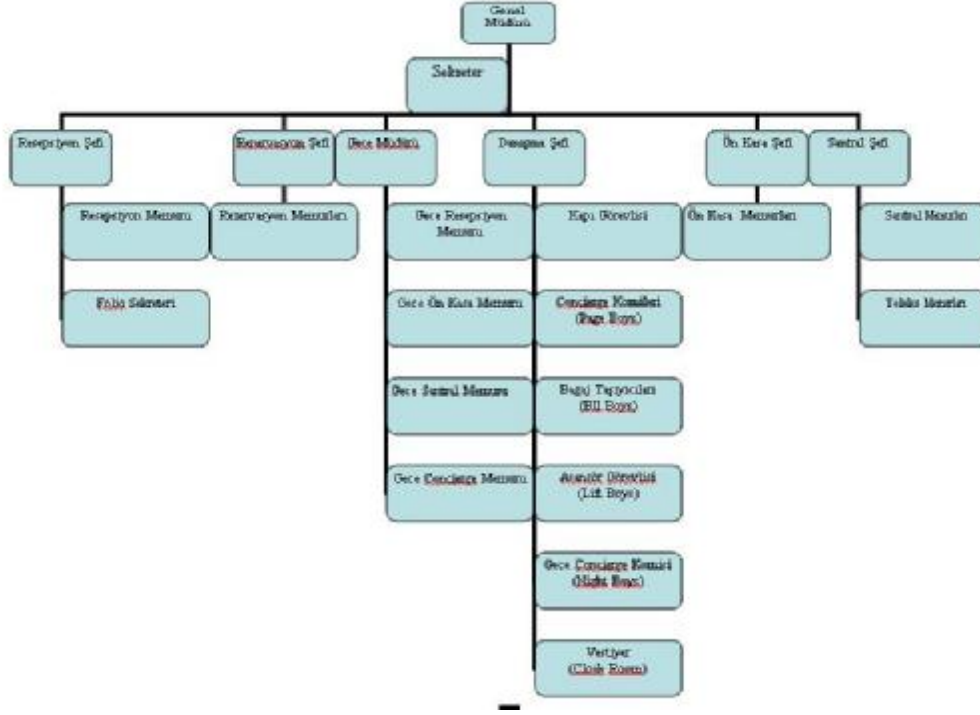 Genel
Müdürü
Sekreter
Resepsiyon Şefi
Rezervasyon Şefi
Gece Müdürü
Danışma Şefi
Ön Kasa Şefi
Santral Şefi
Resepsiyon Memuru
Rezervasyon Memurları
Gece Resepsiyon
Memuru
Kapı Görevlisi
Ön Kasa Memurları
Santral Memurları
Folio Sekreteri
Gece Ön Kasa Memuru
Concierge Komileri
(Page Boys)
Teleks Memurları
Gece Santral Memuru
Bagaj Taşıyıcıları
(Bll Boys)
Gece Concierge Memuru
Asansör Görevlisi
(Lift Boys)
Gece Concierge Komisi
(Night Boys)
Vestiyer
(Cloak Room)